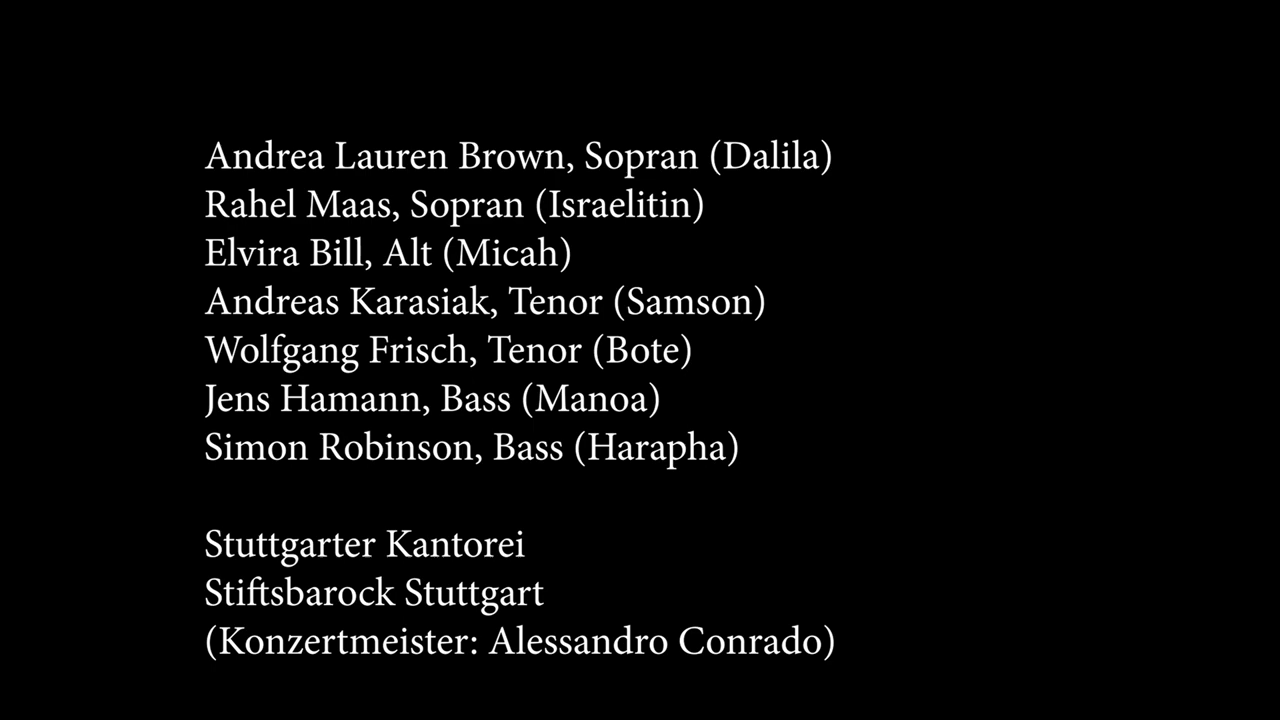 Andrea Lauren Brown, Sopran (Dalila)
Rahel Maas, Sopran (Israelitin)
Elvira Bill, Alt (Micah)
Andreas Karasiak, Tenor (Samson)
Wolfgang Frisch, Tenor (Bote)
Jens Hamann, Bass (Manoa)
Simon Robinson, Bass (Harapha)
Stuttgarter Kantorei
Stiftsbarock Stuttgart
(Konzertmeister: Alessandro Conrado)